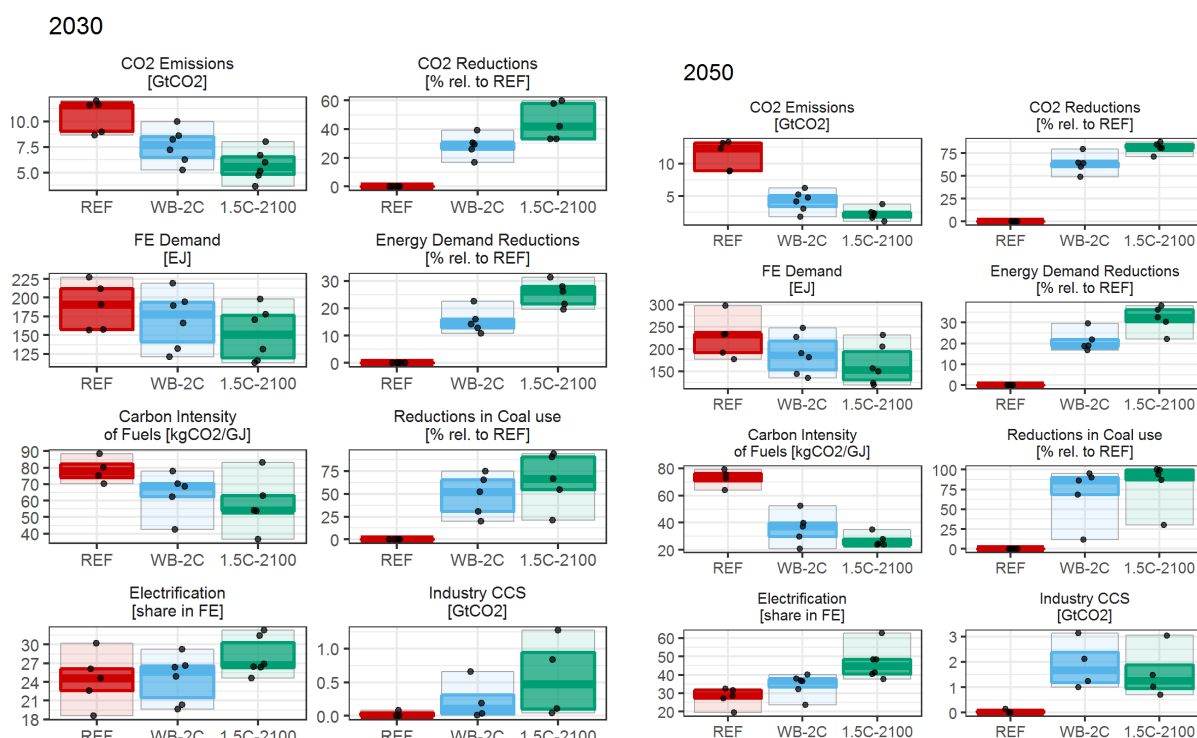 2030
CO2 Emissions
[GtCO2]
10.0
7.5
5.0
REF WB-2C 1.5C-2100
CO2 Reductions
[% rel. to REF]
60
40
20
0
REF WB-2C 1.5C-2100
FE Demand
[EJ]
225
200
175
150
125
REF WB-2C 1.5C-2100
Energy Demand Reductions
[% rel. to REF]
30
20
10
0
REF WB-2C 1.5C-2100
Carbon Intensity
of Fuels [kgCO2/GJ]
90
80
70
60
50
40
REF WB-2C 1.5C-2100
Reductions in Coal use
[% rel. to REF]
75
50
25
0
REF WB-2C 1.5C-2100
Electrification
[share in FE]
30
27
24
21
18
REF WB-2C 1.5C-2100
Industry CCS
[GtCO2]
1.0
0.5
0.0
REF WB-2C 1.5C-2100
2050
CO2 Emissions
[GtCO2]
10
5
REF WB-2C 1.5C-2100
CO2 Reductions
[% rel. to REF]
75
50
25
0
REF WB-2C 1.5C-2100
FE Demand
[EJ]
300
250
200
150
REF WB-2C 1.5C-2100
Energy Demand Reductions
[% rel. to REF]
30
20
10
0
REF WB-2C 1.5C-2100
Carbon Intensity
of Fuels [kgCO2/GJ]
80
60
40
20
REF WB-2C 1.5C-2100
Reductions in Coal use
[% rel. to REF]
100
75
50
25
0
REF WB-2C 1.5C-2100
Electrification
[share in FE]
60
50
40
30
20
REF WB-2C 1.5C-2100
Industry CCS
[GtCO2]
3
2
1
0
REF WB-2C 1.5C-2100